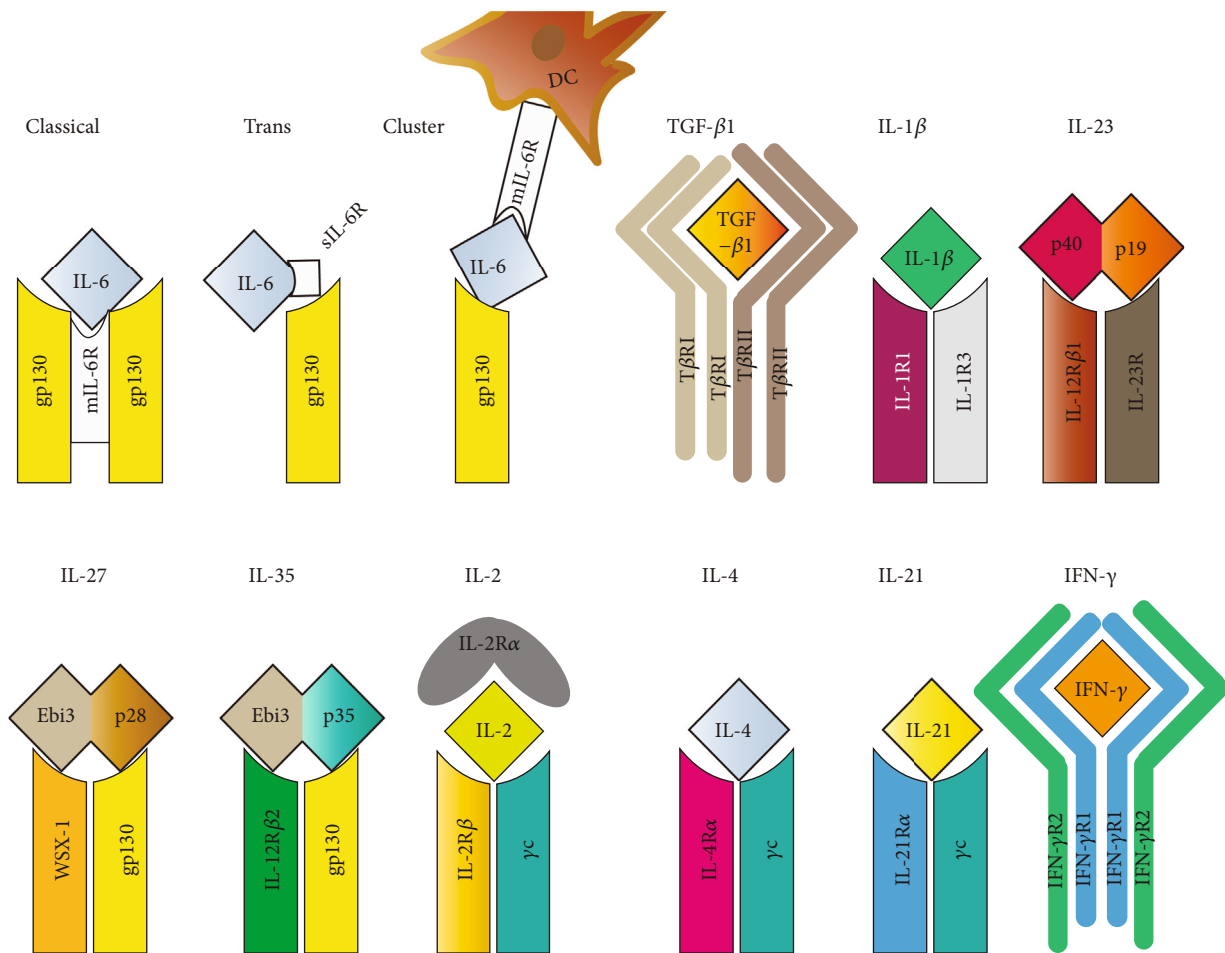 DC
Classical
Trans
Cluster
TGF-β1
IL-1β
IL-23
mIL-6R
sIL-6R
IL-6
IL-6
IL-6
TGF
–β1
IL-1β
p40
p19
gp130
mIL-6R
gp130
gp130
gp130
TβRI
TβRI
TβRII
TβRII
IL-1R1
IL-1R3
IL-12Rβ1
IL-23R
IL-27
IL-35
IL-2
IL-4
IL-21
IFN-γ
IL-2Rα
Ebi3
p28
Ebi3
p35
IL-2
IL-4
IL-21
IFN-γ
WSX-1
gp130
IL-12Rβ2
gp130
IL-2Rβ
γc
IL-4Rα
γc
IL-21Rα
γc
IFN-γR2
IFN-γR1
IFN-γR1
IFN-γR2